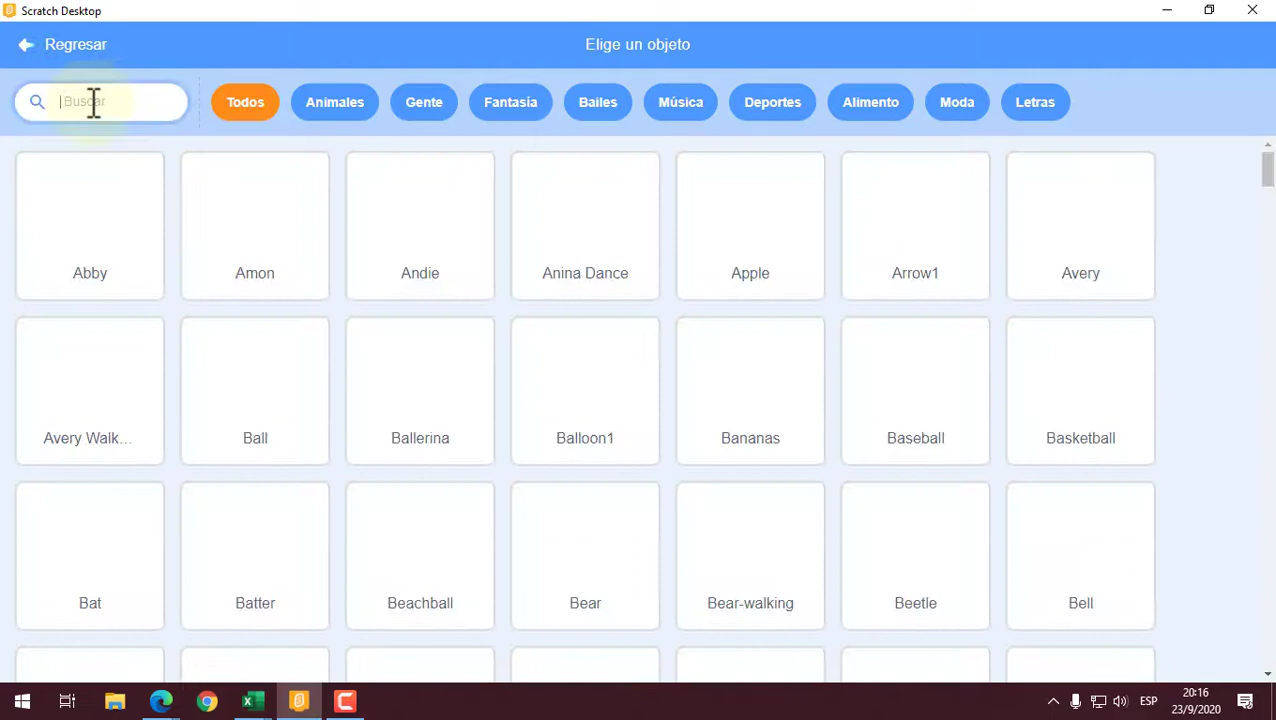 Scratch Desktop
Regresar
Elige un objeto
Buscar
Todos
Animales
Gente
Fantasía
Bailes
Música
Deportes
Alimento
Moda
Letras
Abby
Amon
Andie
Anina Dance
Apple
Arrow1
Avery
Avery Walk...
Ball
Ballerina
Balloon1
Bananas
Baseball
Basketball
Bat
Batter
Beachball
Bear
Bear-walking
Beetle
Bell
ESP
20:16
23/9/2020